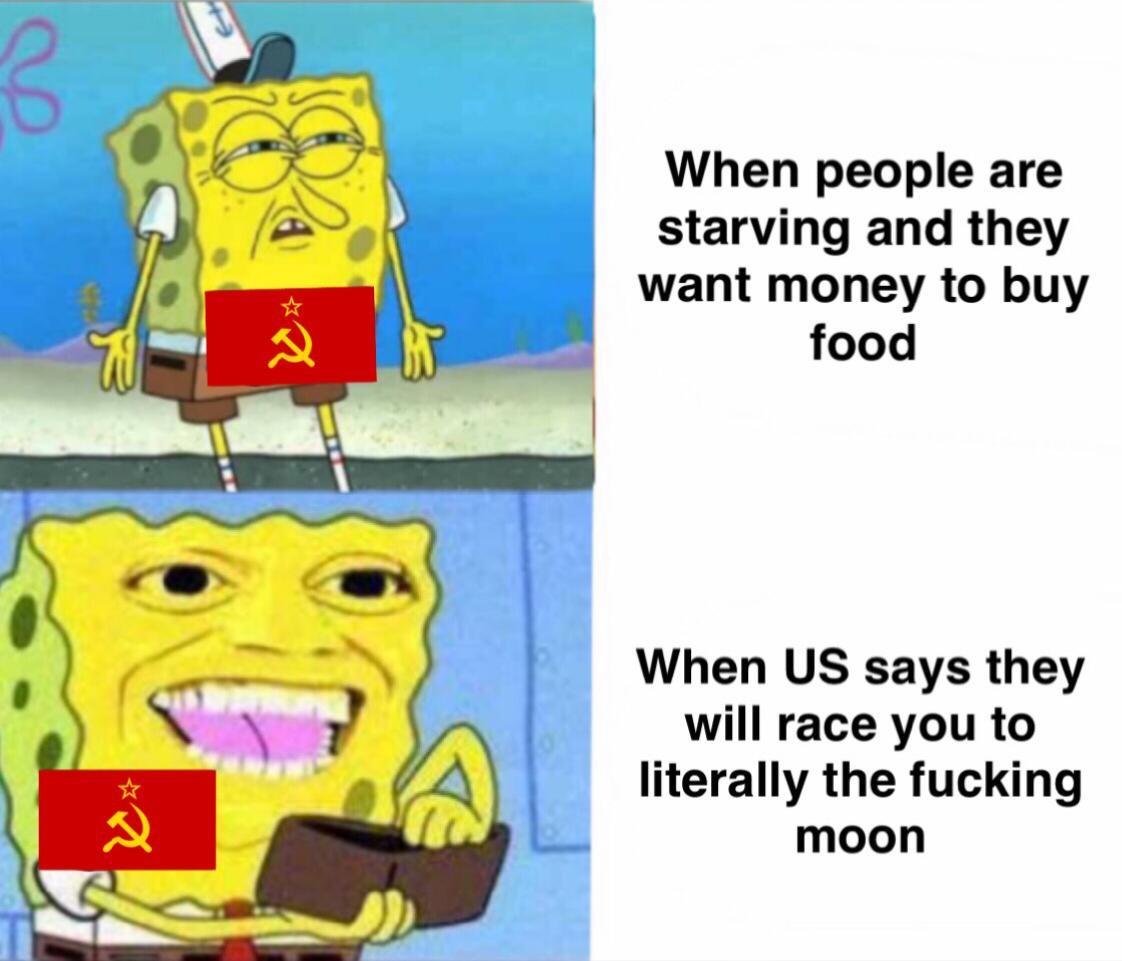 When people are
starving and they
want money to buy
food
When US says they
will race you to
literally the fucking
moon